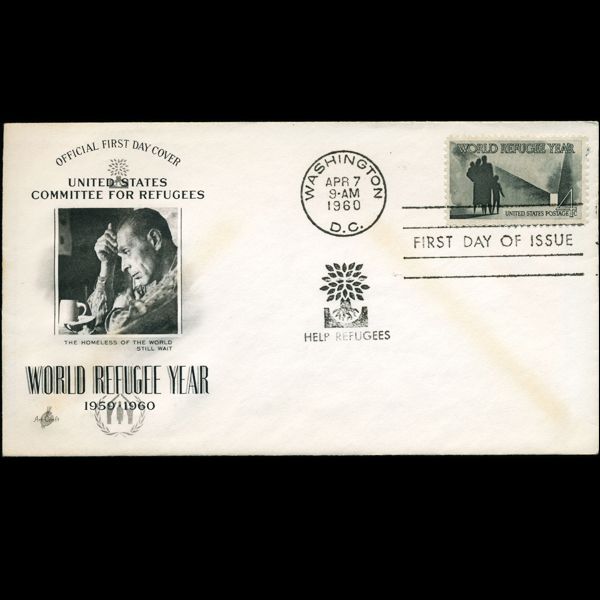 OFFICIAL FIRST DAY COVER
UNITED STATES
COMMITTEE FOR REFUGEES
THE HOMELESS OF THE WORLD
STILL WAIT
WORLD REFUGEE YEAR
1959-1960
Art Craft
WASHINGTON
APR 7
9-AM
1960
D.C.
HELP REFUGEES
WORLD REFUGEE YEAR
4¢
UNITED STATES POSTAGE
FIRST DAY OF ISSUE